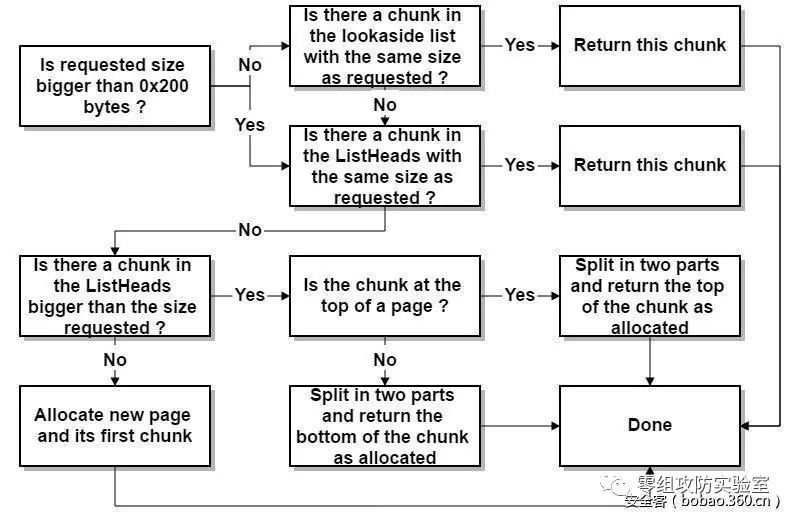 Is requested size
bigger than 0x200
bytes ?
No
Yes
Is there a chunk in
the lookaside list
with the same size
as requested ?
Yes
Return this chunk
No
Is there a chunk in
the ListHeads with
the same size as
requested ?
Yes
Return this chunk
No
Is there a chunk in
the ListHeads
bigger than the size
requested ?
Yes
Is the chunk at the
top of a page ?
Yes
Split in two parts
and return the top
of the chunk as
allocated
No
No
Allocate new page
and its first chunk
Split in two parts
and return the
bottom of the chunk
as allocated
Done
零组攻防实验室
安全客（bobao.360.cn）